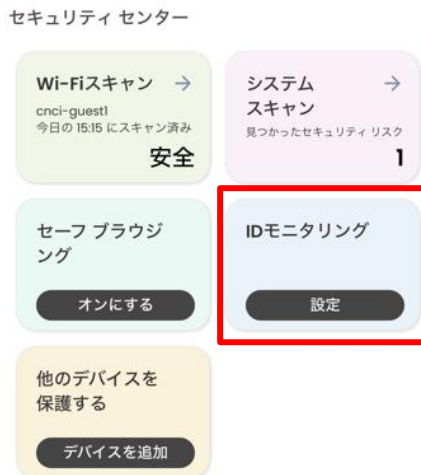 セキュリティ センター
Wi-Fiスキャン →
cnci-guest1
今日の 15:15 にスキャン済み
安全
システム →
スキャン
見つかったセキュリティ リスク
1
セーフ ブラウジ
ング
オンにする
IDモニタリング
設定
他のデバイスを
保護する
デバイスを追加